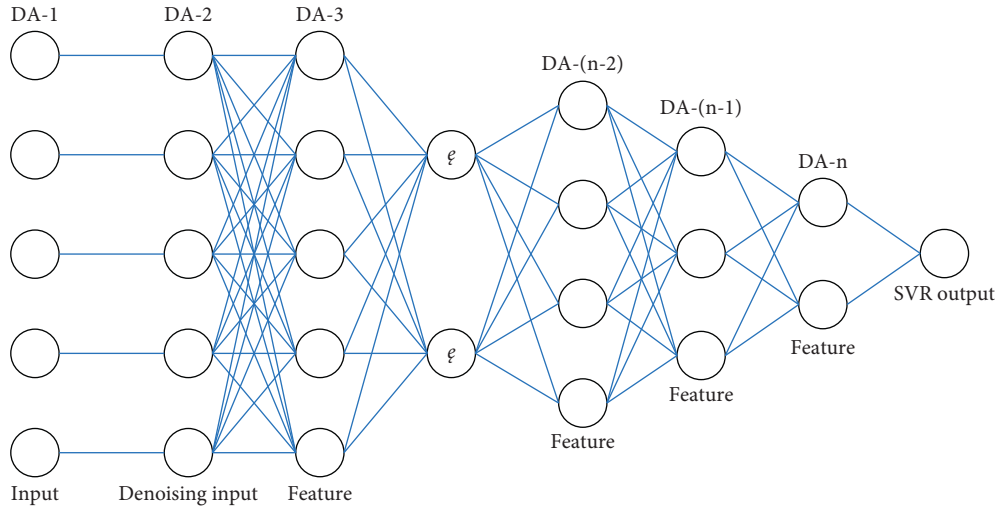 DA-1
DA-2
DA-3
DA-(n-2)
DA-(n-1)
DA-n
ę
ę
SVR output
Feature
Feature
Feature
Input
Denoising input
Feature